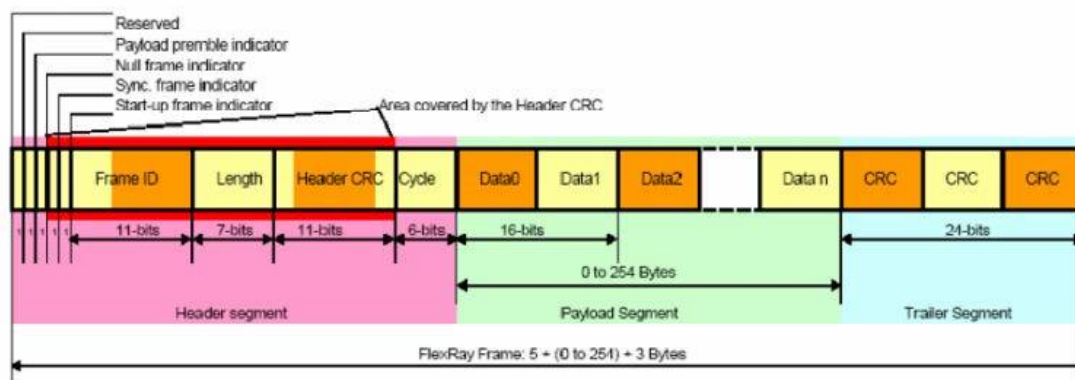 Reserved
Payload premble indicator
Null frame indicator
Sync. frame indicator
Start-up frame indicator
Area covered by the Header CRC
Frame ID Length Header CRC Cycle Data0 Data1 Data2 Data n CRC CRC CRC
1 1 1 1 1 11-bits 7-bits 11-bits 6-bits 16-bits 24-bits
0 to 254 Bytes
Header segment Payload Segment Trailer Segment
FlexRay Frame: 5 + (0 to 254) + 3 Bytes